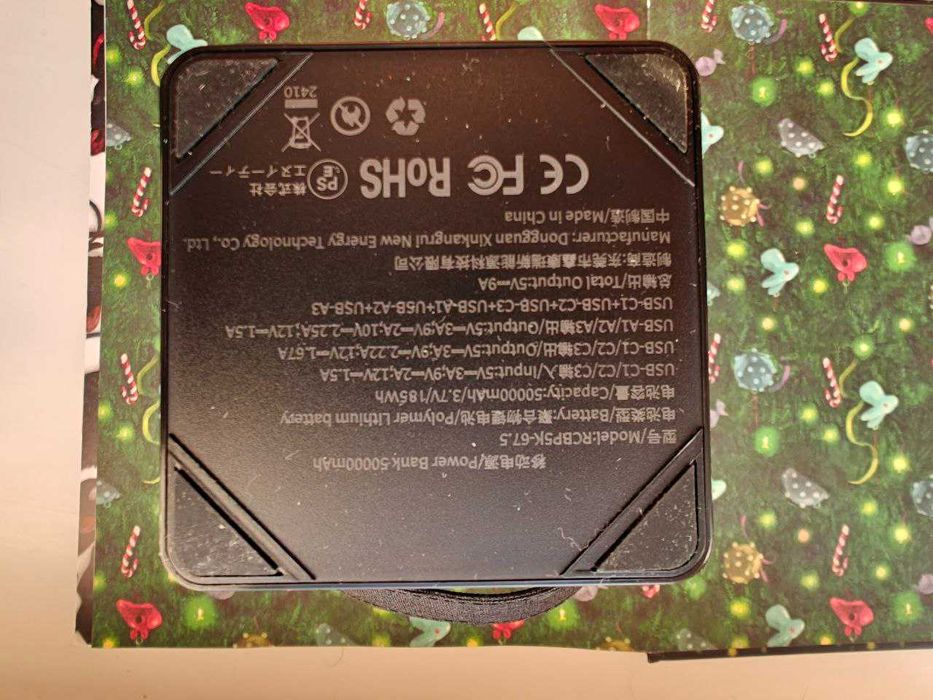 移动电源/Power Bank:50000mAh
型号/Model:RCBP5K-67.5
电池类型/Battery:聚合物锂电池/Polymer Lithium battery
电池容量/Capacity:50000mAh/3.7V/185Wh
USB-C1/C2/C3输入/Input:5V⎓3A;9V⎓2A;12V⎓1.5A
USB-C1/C2/C3输出/Output:5V⎓3A;9V⎓2.22A;12V⎓1.67A
USB-A1/A2/A3输出/Output:5V⎓3A/9V⎓2A;10V⎓2.25A;12V⎓1.5A
USB-C1+USB-C2+USB-C3+USB-A1+USB-A2+USB-A3
总输出/Total Output:5V⎓9A
制造商:东莞市鑫康瑞新能源科技有限公司
Manufacturer: Dongguan Xinkangrui New Energy Technology Co., Ltd.
中国制造/Made in China
CE FC RoHS PS E 株式会社
エヌイーティー
2410